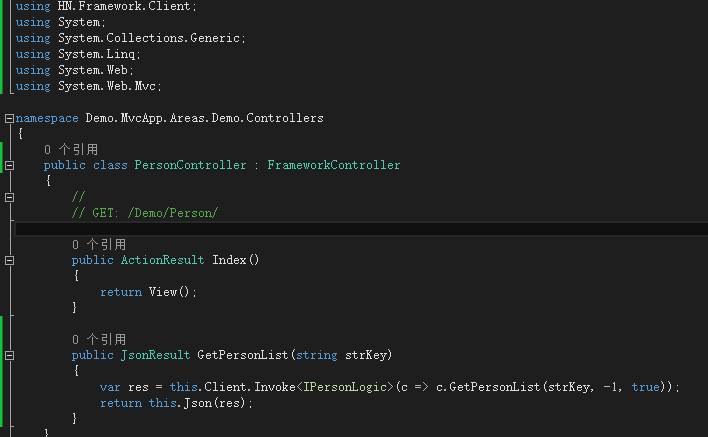 using HN.Framework.Client;
using System;
using System.Collections.Generic;
using System.Linq;
using System.Web;
using System.Web.Mvc;
namespace Demo.MvcApp.Areas.Demo.Controllers
{
0 个引用
public class PersonController : FrameworkController
{
//
// GET: /Demo/Person/
0 个引用
public ActionResult Index()
{
return View();
}
0 个引用
public JsonResult GetPersonList(string strKey)
{
var res = this.Client.Invoke<IPersonLogic>(c => c.GetPersonList(strKey, -1, true));
return this.Json(res);
}
}